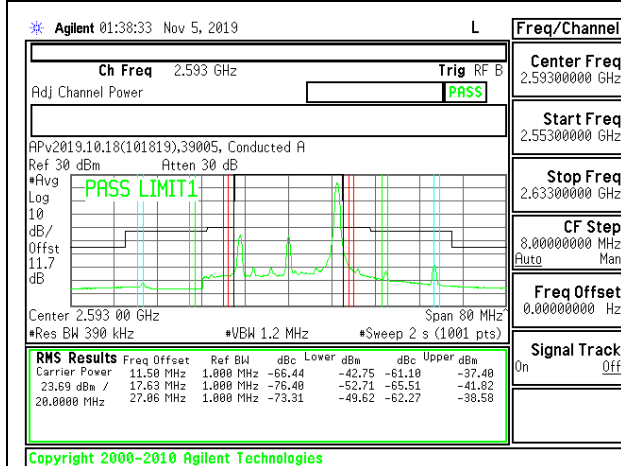 Agilent 01:38:33 Nov 5, 2019 L
Freq/Channel
Ch Freq 2.593 GHz Trig RF B
Adj Channel Power PASS
APv2019.10.18(101819),39005, Conducted A
Ref 30 dBm Atten 30 dB
#Avg
Log
10
dB/
Offst
11.7
dB
PASS LIMIT1
Center 2.593 00 GHz Span 80 MHz
#Res BW 390 kHz #VBW 1.2 MHz #Sweep 2 s (1001 pts)
RMS Results Freq Offset Ref BW dBc Lower dBm dBc Upper dBm
Carrier Power 11.50 MHz 1.000 MHz -66.44 -42.75 -61.10 -37.40
23.69 dBm / 17.63 MHz 1.000 MHz -76.40 -52.71 -65.51 -41.82
20.0000 MHz 27.06 MHz 1.000 MHz -73.31 -49.62 -62.27 -38.58
Center Freq
2.59300000 GHz
Start Freq
2.55300000 GHz
Stop Freq
2.63300000 GHz
CF Step
8.00000000 MHz
Auto Man
Freq Offset
0.00000000 Hz
Signal Track
On Off
Copyright 2000-2010 Agilent Technologies